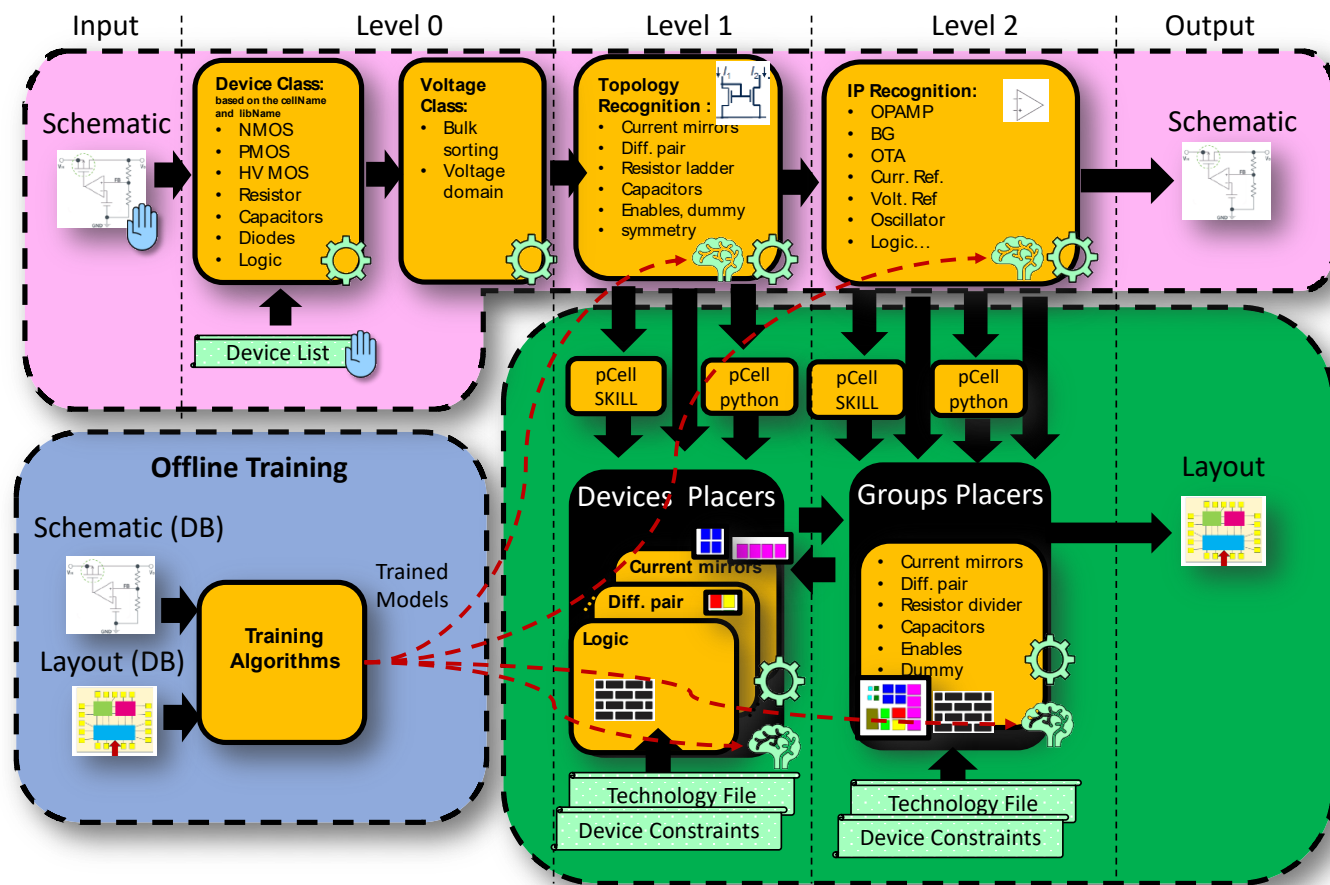 Input
Level 0
Level 1
Level 2
Output
Schematic
Device Class:
based on the cellName
and libName
• NMOS
• PMOS
• HV MOS
• Resistor
• Capacitors
• Diodes
• Logic
Device List
Voltage
Class:
• Bulk
sorting
• Voltage
domain
Topology
Recognition :
• Current mirrors
• Diff. pair
• Resistor ladder
• Capacitors
• Enables, dummy
• symmetry
I1
I2
IP Recognition:
• OPAMP
• BG
• OTA
• Curr. Ref.
• Volt. Ref
• Oscillator
• Logic…
Schematic
pCell
SKILL
pCell
python
pCell
SKILL
pCell
python
Offline Training
Schematic (DB)
Layout (DB)
Training
Algorithms
Trained
Models
Devices Placers
Current mirrors
Diff. pair
Logic
Technology File
Device Constraints
Groups Placers
• Current mirrors
• Diff. pair
• Resistor divider
• Capacitors
• Enables
• Dummy
Technology File
Device Constraints
Layout